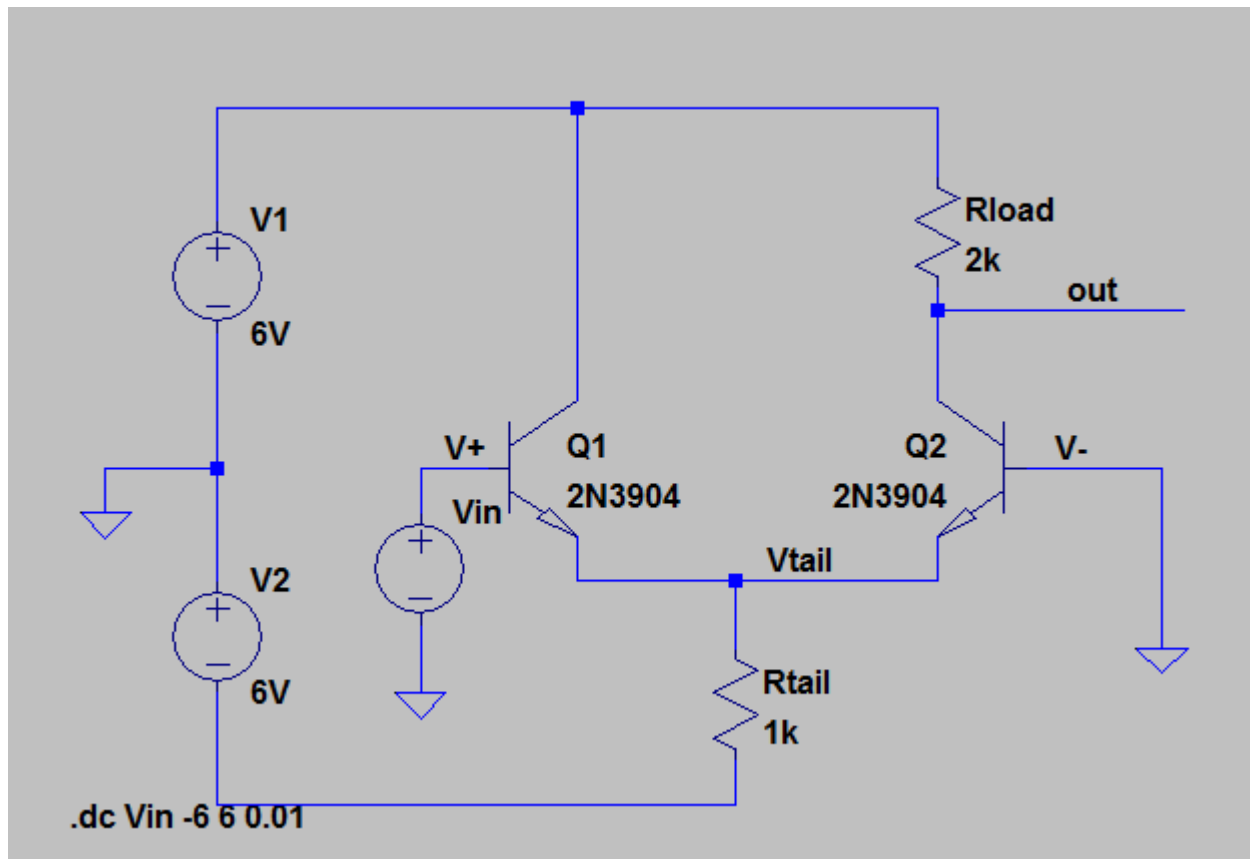 V1
6V
Rload
2k
out
V+
Q1
2N3904
Q2
2N3904
V-
Vin
Vtail
V2
6V
Rtail
1k
.dc Vin -6 6 0.01